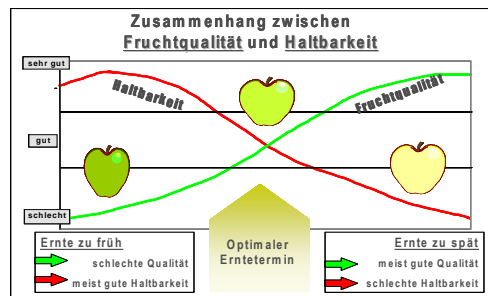 Zusammenhang zwischen
Fruchtqualität und Haltbarkeit
sehr gut
-
gut
schlecht
Haltbarkeit
Fruchtqualität
Ernte zu früh
schlechte Qualität
meist gute Haltbarkeit
Optimaler
Erntetermin
Ernte zu spät
meist gute Qualität
schlechte Haltbarkeit